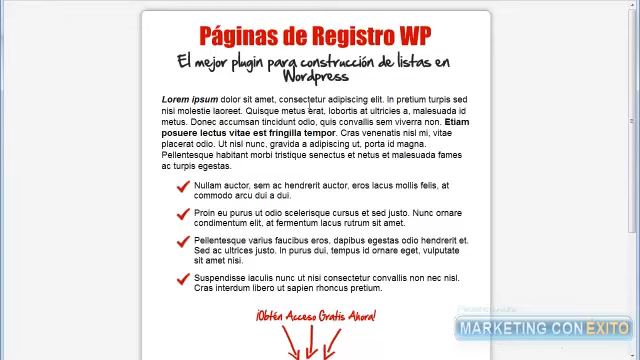 Páginas de Registro WP
El mejor plugin para construcción de listas en
Wordpress
Lorem ipsum dolor sit amet, consectetur adipiscing elit. In pretium turpis sed
nisi molestie laoreet. Quisque metus erat, lobortis at ultricies a, malesuada id
metus. Donec accumsan tincidunt odio, quis convallis sem viverra non. Etiam
posuere lectus vitae est fringilla tempor. Cras venenatis nisl mi, vitae
placerat odio. Ut nisi nunc, gravida a adipiscing ut, porta id magna.
Pellentesque habitant morbi tristique senectus et netus et malesuada fames
ac turpis egestas.
Nullam auctor, sem ac hendrerit auctor, eros lacus mollis felis, at
commodo arcu dui a dui.
Proin eu purus ut odio scelerisque cursus et sed justo. Nunc ornare
condimentum elit, at fermentum lacus rutrum sit amet.
Pellentesque varius faucibus eros, dapibus egestas odio hendrerit et.
Sed ac ultrices justo. In purus dui, tempus id ornare eget, vulputate
sit amet nisi.
Suspendisse iaculis nunc ut nisi consectetur convallis non nec nisl.
Cras interdum libero ut sapien rhoncus pretium.
¡Obtén Acceso Gratis Ahora!
MARKETING CON ÉXITO